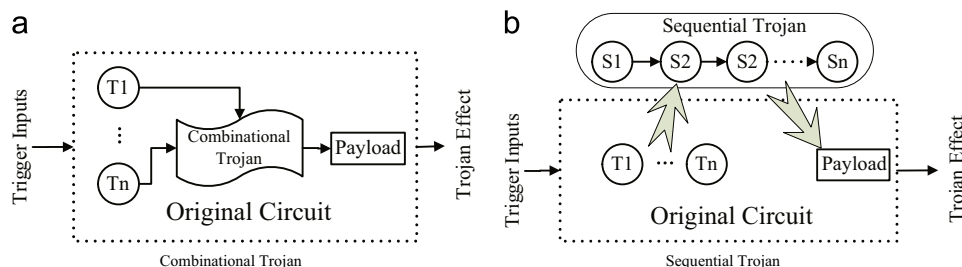 a
T1
⋮
Tn
Trigger Inputs
Combinational
Trojan
Payload
Trojan Effect
Original Circuit
Combinational Trojan
b
Sequential Trojan
S1
S2
S2
Sn
Trigger Inputs
T1
...
Tn
Payload
Trojan Effect
Original Circuit
Sequential Trojan